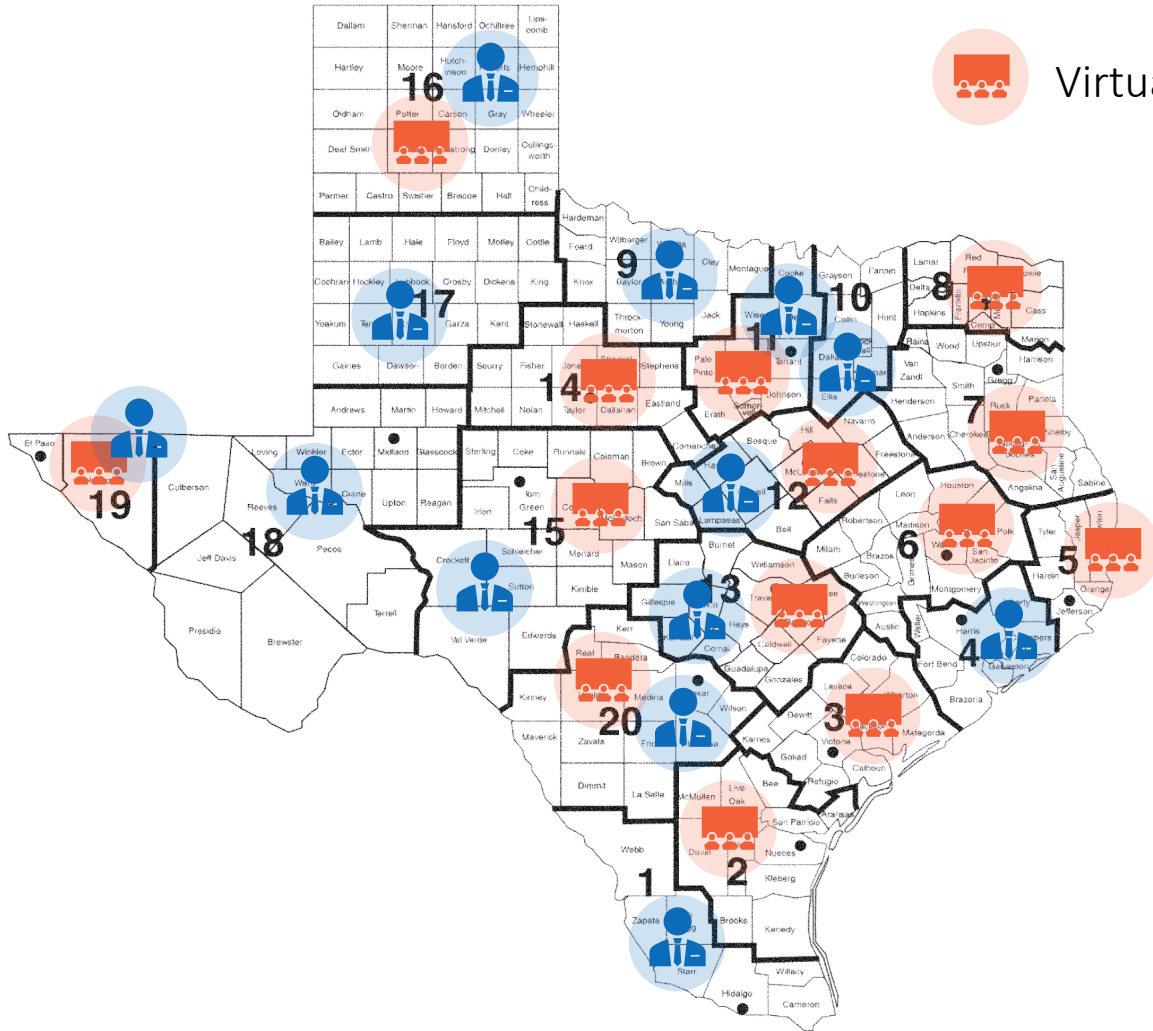 Dallam Sherman Hansford Ochiltree Lips-
comb
Virtua
Hartley Moore Hutch-
inson Hemphill
16
Oldham Potter Carson Gray Wheeler
Deaf Smith Donley Collings-
worth
Parmer Castro Swisher Briscoe Hall Child-
ress
Hardeman
Bailey Lamb Hale Floyd Motley Cottle Foard Wilbarger Clay Montague Cooke Grayson Fannin Lamar Red
9 10 8
Cochran Hockley Crosby Dickens King Knox Baylor Delta Franklin Cass
17
Yoakum Garza Kent Stonewall Haskell Throck-
morton Young Jack Wise Collin Hunt Hopkins Camp Marion
11
Gaines Dawson Borden Scurry Fisher Stephens Palo
Pinto Tarrant Rains Wood Upshur Harrison
Van
Zandt Smith Gregg
14
Andrews Martin Howard Mitchell Nolan Taylor Callahan Eastland Erath Johnson Ellis Henderson Rusk Panola
7
El Paso Loving Winkler Ector Midland Glasscock Sterling Coke Runnels Coleman Brown Comanche Bosque Hill Navarro Freestone Anderson Cherokee Shelby
San
Augustine Sabine
19
Culberson Reeves Crane Upton Reagan Irion Tom
Green Mills Falls Leon Houston Angelina
18 15 12
Jeff Davis Pecos San Saba Lampasas Bell Robertson Madison Polk Tyler Jasper
6 5
Crockett Schleicher Menard Mason Llano Burnet Williamson Milam Brazos Grimes San
Jacinto Hardin Orange
13
Presidio Brewster Terrell Sutton Kimble Gillespie Burleson Washington Montgomery Jefferson
Val Verde Edwards Kerr Hays Caldwell Fayette Austin Waller Harris
4
Real Bandera Guadalupe Gonzales Colorado Fort Bend Galveston
Kinney Medina Wilson Lavaca Brazoria
20 3
Maverick Zavala Karnes Dewitt Victoria Matagorda
Goliad Calhoun
Dimmit La Salle McMullen Live
Oak Bee Refugio
Aransas
San Patricio
Webb Duval Nueces
1 2
Kleberg
Zapata Brooks Kenedy
Starr
Willacy
Hidalgo Cameron